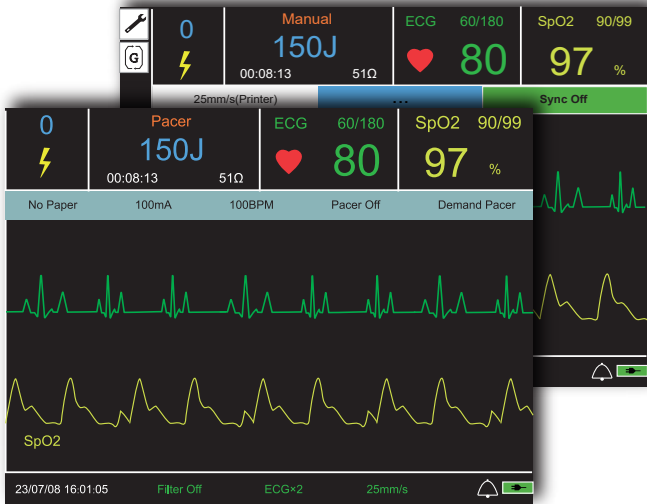 0
Manual
150J
00:08:13 51Ω
ECG 60/180
80
SpO2 90/99
97 %
G
25mm/s(Printer) ... Sync Off
0
Pacer
150J
00:08:13 51Ω
ECG 60/180
80
SpO2 90/99
97 %
No Paper 100mA 100BPM Pacer Off Demand Pacer
SpO2
23/07/08 16:01:05 Filter Off ECG×2 25mm/s